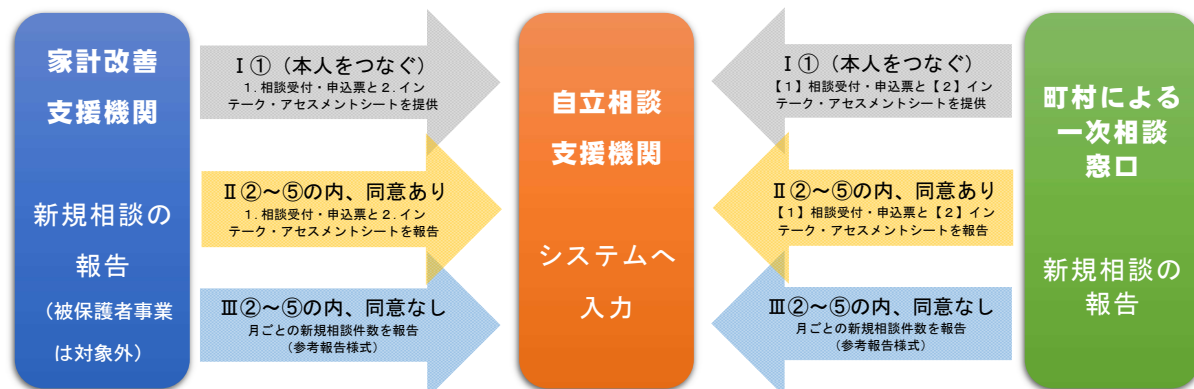 家計改善
支援機関
新規相談の
報告
（被保護者事業
は対象外）
Ⅰ①（本人をつなぐ）
1.相談受付・申込票と2.イン
テーク・アセスメントシートを提供
Ⅱ②～⑤の内、同意あり
1.相談受付・申込票と2.イン
テーク・アセスメントシートを報告
Ⅲ②～⑤の内、同意なし
月ごとの新規相談件数を報告
（参考報告様式）
自立相談
支援機関
システムへ
入力
Ⅰ①（本人をつなぐ）
【1】相談受付・申込票と【2】イン
テーク・アセスメントシートを提供
Ⅱ②～⑤の内、同意あり
【1】相談受付・申込票と【2】イン
テーク・アセスメントシートを報告
Ⅲ②～⑤の内、同意なし
月ごとの新規相談件数を報告
（参考報告様式）
町村による
一次相談
窓口
新規相談の
報告